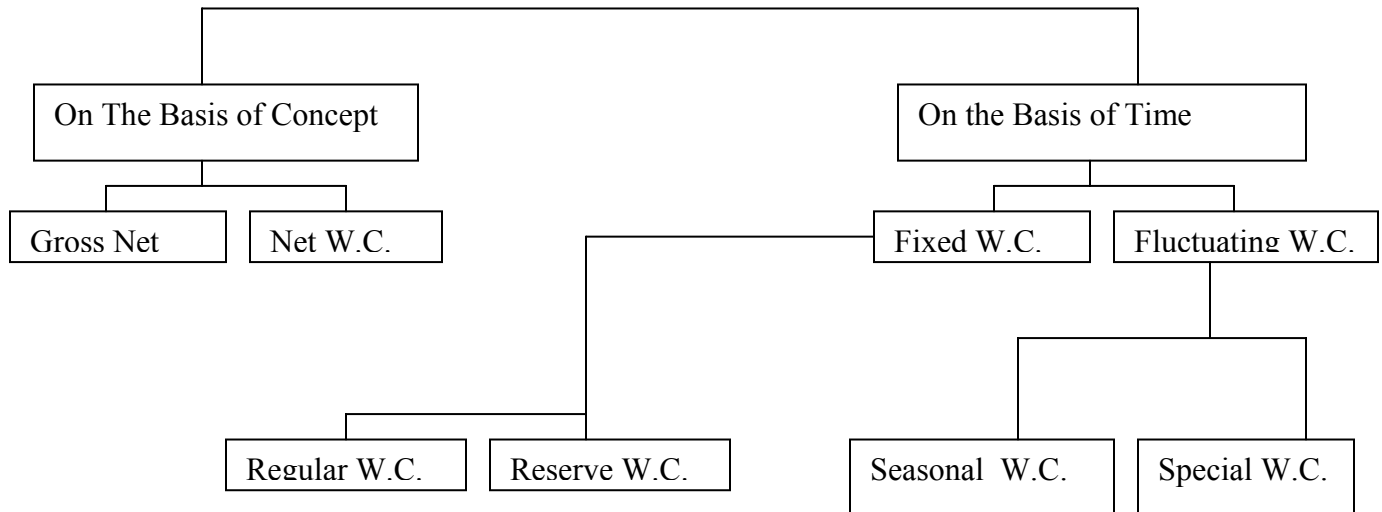 On The Basis of Concept
On the Basis of Time
Gross Net
Net W.C.
Fixed W.C.
Fluctuating W.C.
Regular W.C.
Reserve W.C.
Seasonal W.C.
Special W.C.